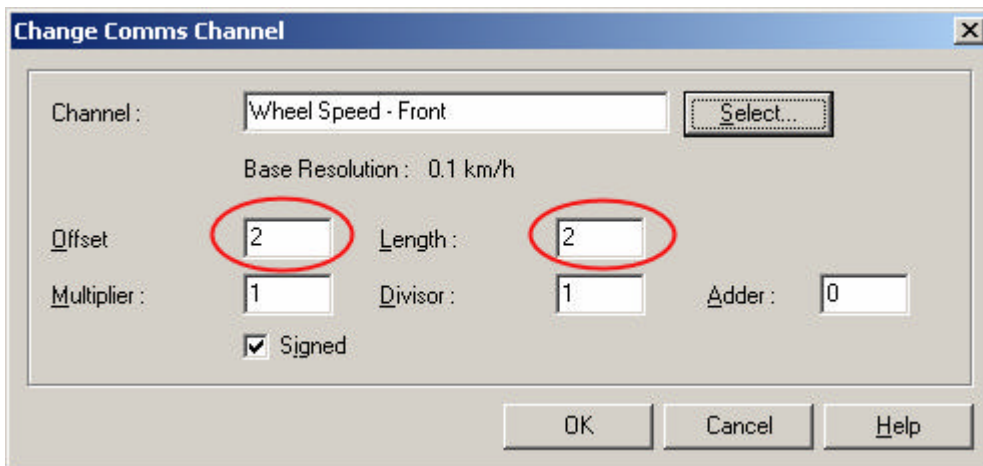 Change Comms Channel
Channel : Wheel Speed - Front Select...
Base Resolution : 0.1 km/h
Offset 2 Length : 2
Multiplier : 1 Divisor : 1 Adder : 0
Signed
OK Cancel Help